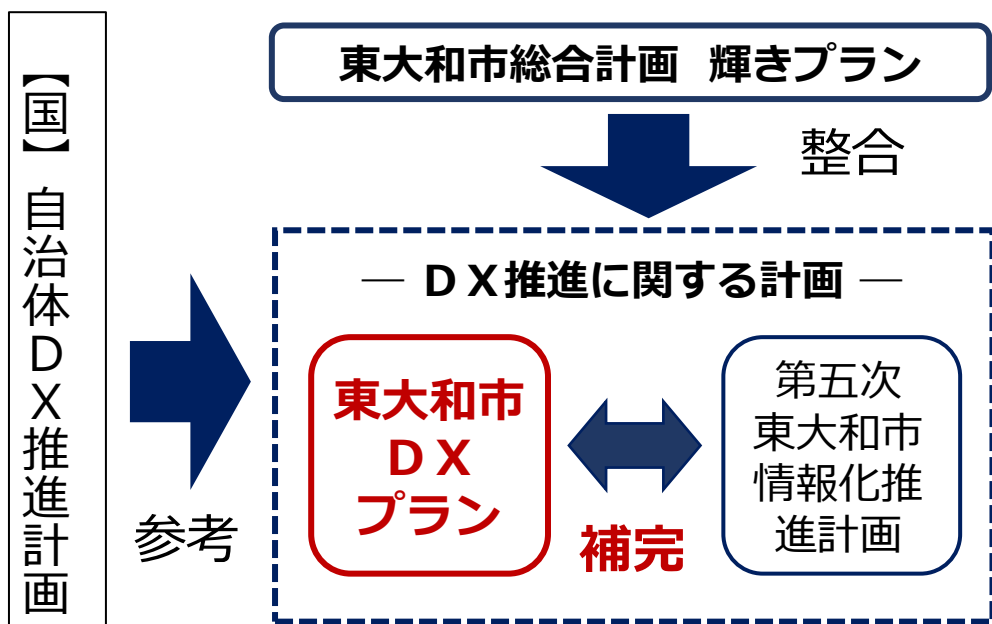 【国】自治体ＤＸ推進計画
東大和市総合計画　輝きプラン
整合
― ＤＸ推進に関する計画 ―
参考
東大和市
ＤＸ
プラン
補完
第五次
東大和市
情報化推
進計画